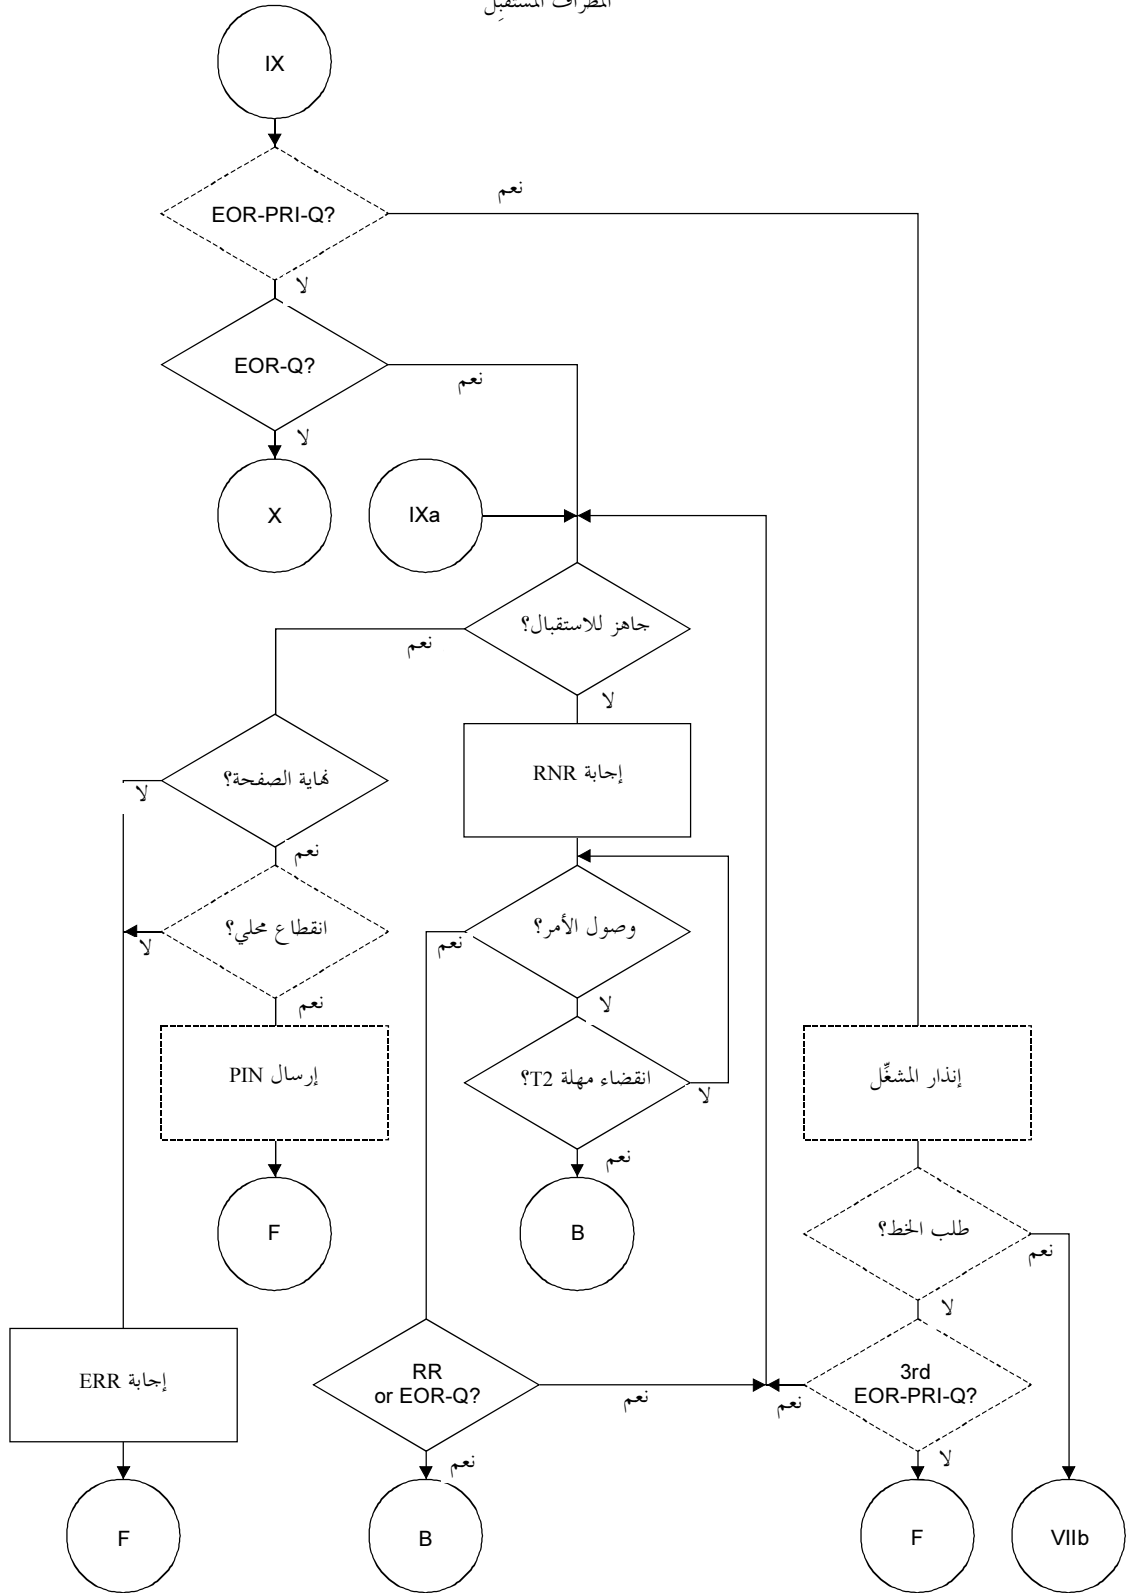 المطراف المستقبِل
IX
EOR-PRI-Q?
نعم
لا
EOR-Q?
نعم
لا
X
IXa
جاهز للاستقبال؟
نعم
لا
إجابة RNR
نهاية الصفحة؟
لا
نعم
انقطاع محلي؟
لا
نعم
وصول الأمر؟
نعم
لا
إرسال PIN
انقضاء مهلة T2؟
لا
نعم
إنذار المشغِّل
F
B
طلب الخط؟
نعم
لا
إجابة ERR
RR
or EOR-Q?
نعم
نعم
3rd
EOR-PRI-Q?
نعم
لا
F
B
F
VIIb